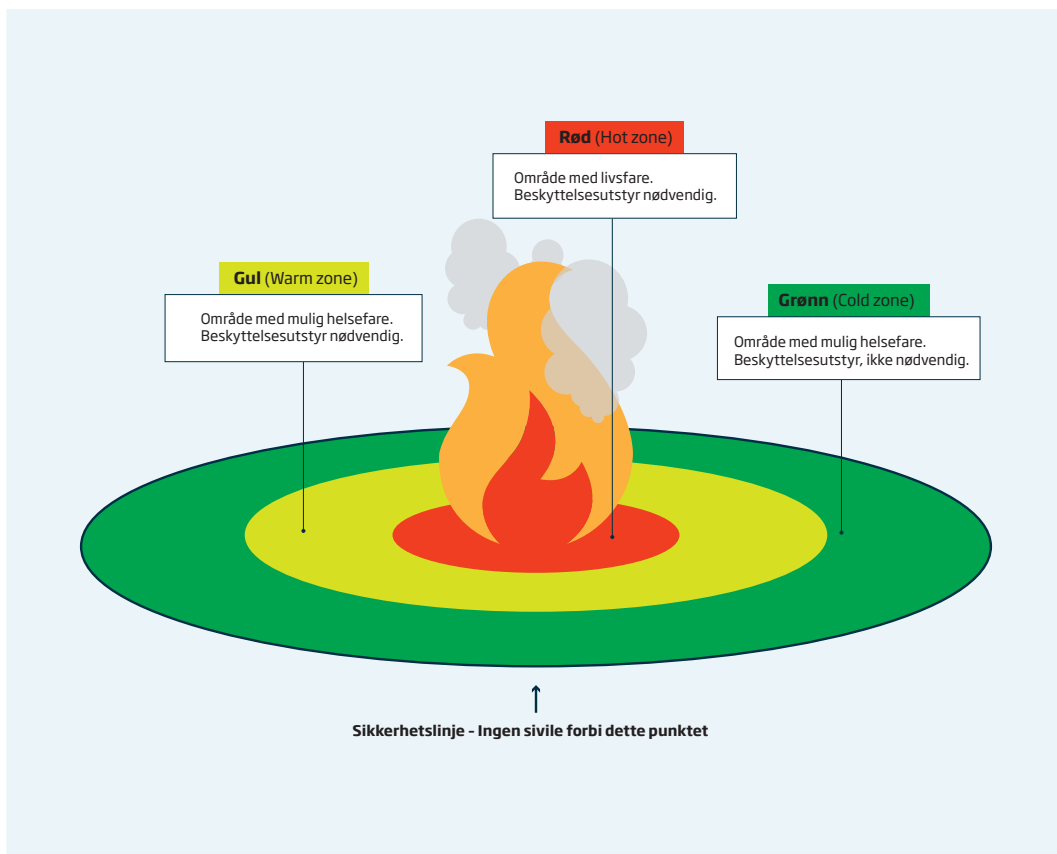 Rød (Hot zone)
Område med livsfare.
Beskyttelsesutstyr nødvendig.
Gul (Warm zone)
Område med mulig helsefare.
Beskyttelsesutstyr nødvendig.
Grønn (Cold zone)
Område med mulig helsefare.
Beskyttelsesutstyr, ikke nødvendig.
Sikkerhetslinje – Ingen sivile forbi dette punktet